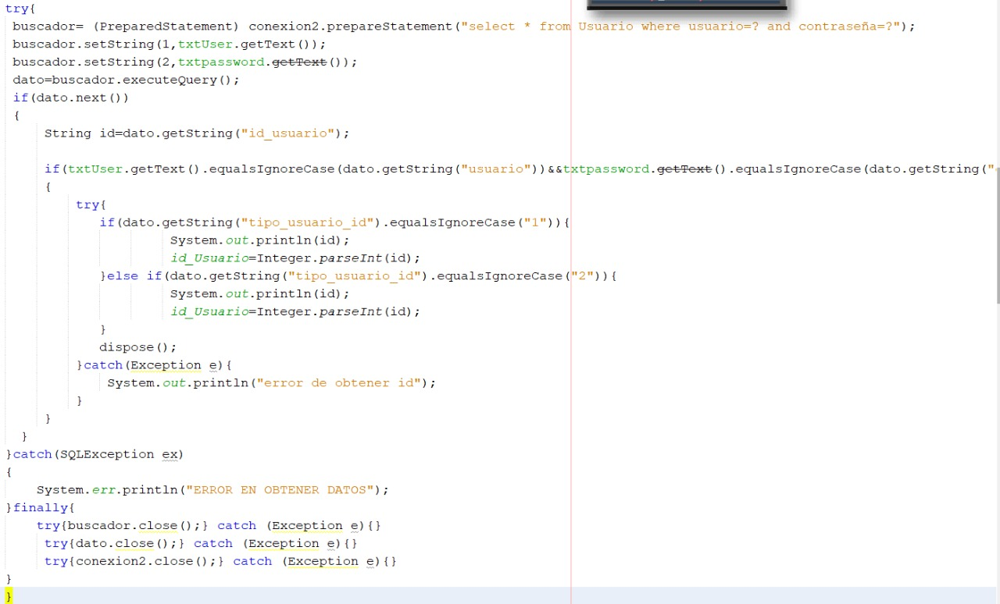 try{
buscador= (PreparedStatement) conexion2.prepareStatement("select * from Usuario where usuario=? and contraseña=?");
buscador.setString(1,txtUser.getText());
buscador.setString(2,txtpassword.getText());
dato=buscador.executeQuery();
if(dato.next())
{
String id=dato.getString("id_usuario");
if(txtUser.getText().equalsIgnoreCase(dato.getString("usuario"))&&txtpassword.getText().equalsIgnoreCase(dato.getString("
{
try{
if(dato.getString("tipo_usuario_id").equalsIgnoreCase("1")){
System.out.println(id);
id_Usuario=Integer.parseInt(id);
}else if(dato.getString("tipo_usuario_id").equalsIgnoreCase("2")){
System.out.println(id);
id_Usuario=Integer.parseInt(id);
}
dispose();
}catch(Exception e){
System.out.println("error de obtener id");
}
}
}
}catch(SQLException ex)
{
System.err.println("ERROR EN OBTENER DATOS");
}finally{
try{buscador.close();} catch (Exception e){}
try{dato.close();} catch (Exception e){}
try{conexion2.close();} catch (Exception e){}
}
}